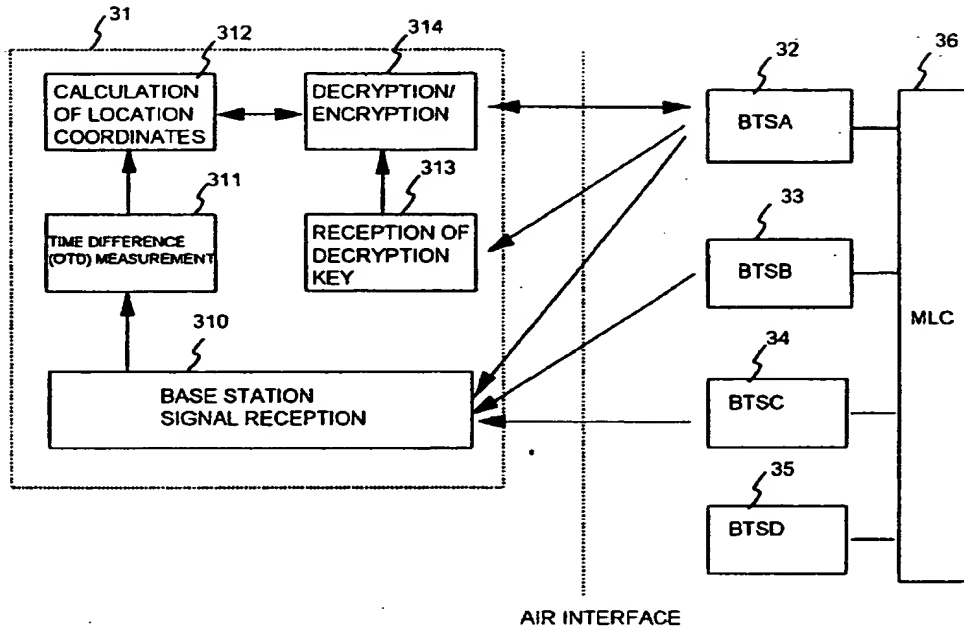 31
312
314
32
36
CALCULATION
OF LOCATION
COORDINATES
DECRYPTION/
ENCRYPTION
BTSA
311
313
33
TIME DIFFERENCE
(OTD) MEASUREMENT
RECEPTION OF
DECRYPTION
KEY
BTSB
MLC
310
34
BASE STATION
SIGNAL RECEPTION
BTSC
35
BTSD
AIR INTERFACE